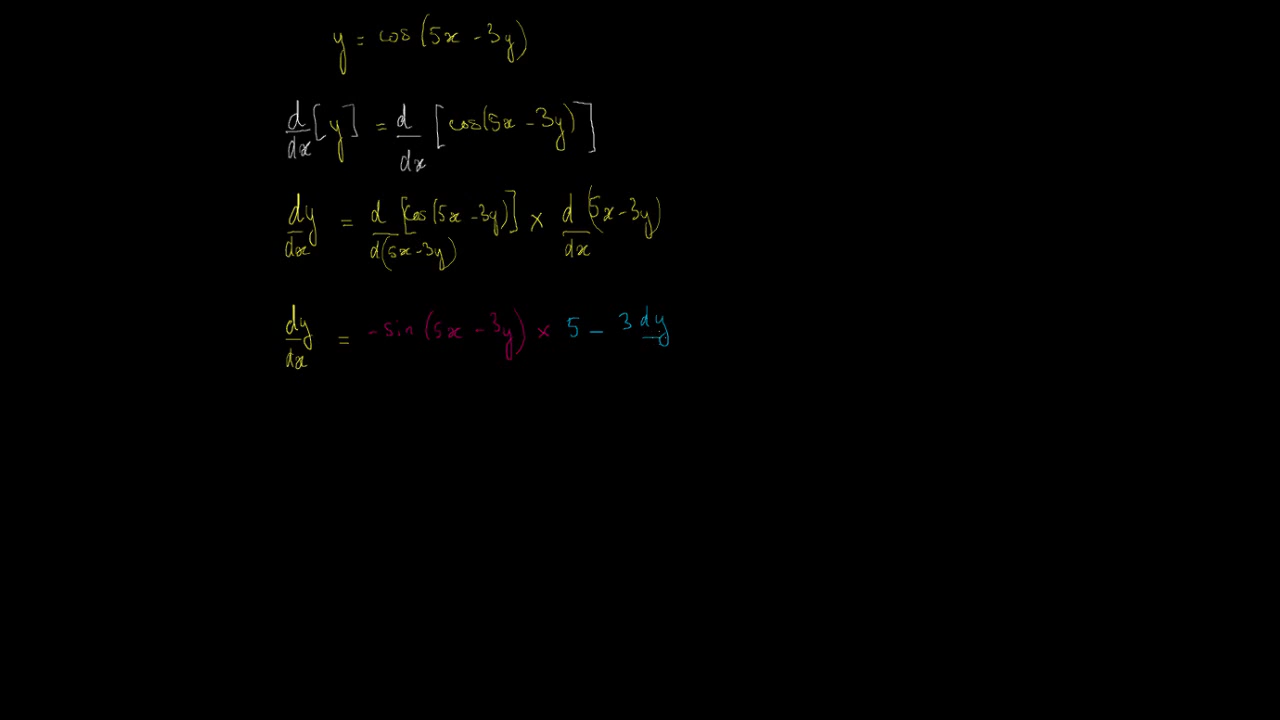 y = cos(5x - 3y)
d/dx [y] = d/dx [cos(5x - 3y)]
dy/dx = d/d(5x-3y) [cos(5x - 3y)] × d/dx (5x - 3y)
dy/dx = -sin(5x - 3y) × 5 - 3 dy